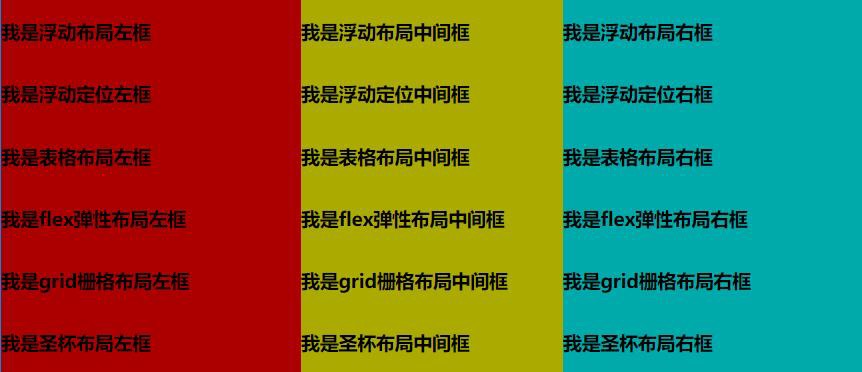 我是浮动布局左框 我是浮动布局中间框 我是浮动布局右框
我是浮动定位左框 我是浮动定位中间框 我是浮动定位右框
我是表格布局左框 我是表格布局中间框 我是表格布局右框
我是flex弹性布局左框 我是flex弹性布局中间框 我是flex弹性布局右框
我是grid栅格布局左框 我是grid栅格布局中间框 我是grid栅格布局右框
我是圣杯布局左框 我是圣杯布局中间框 我是圣杯布局右框